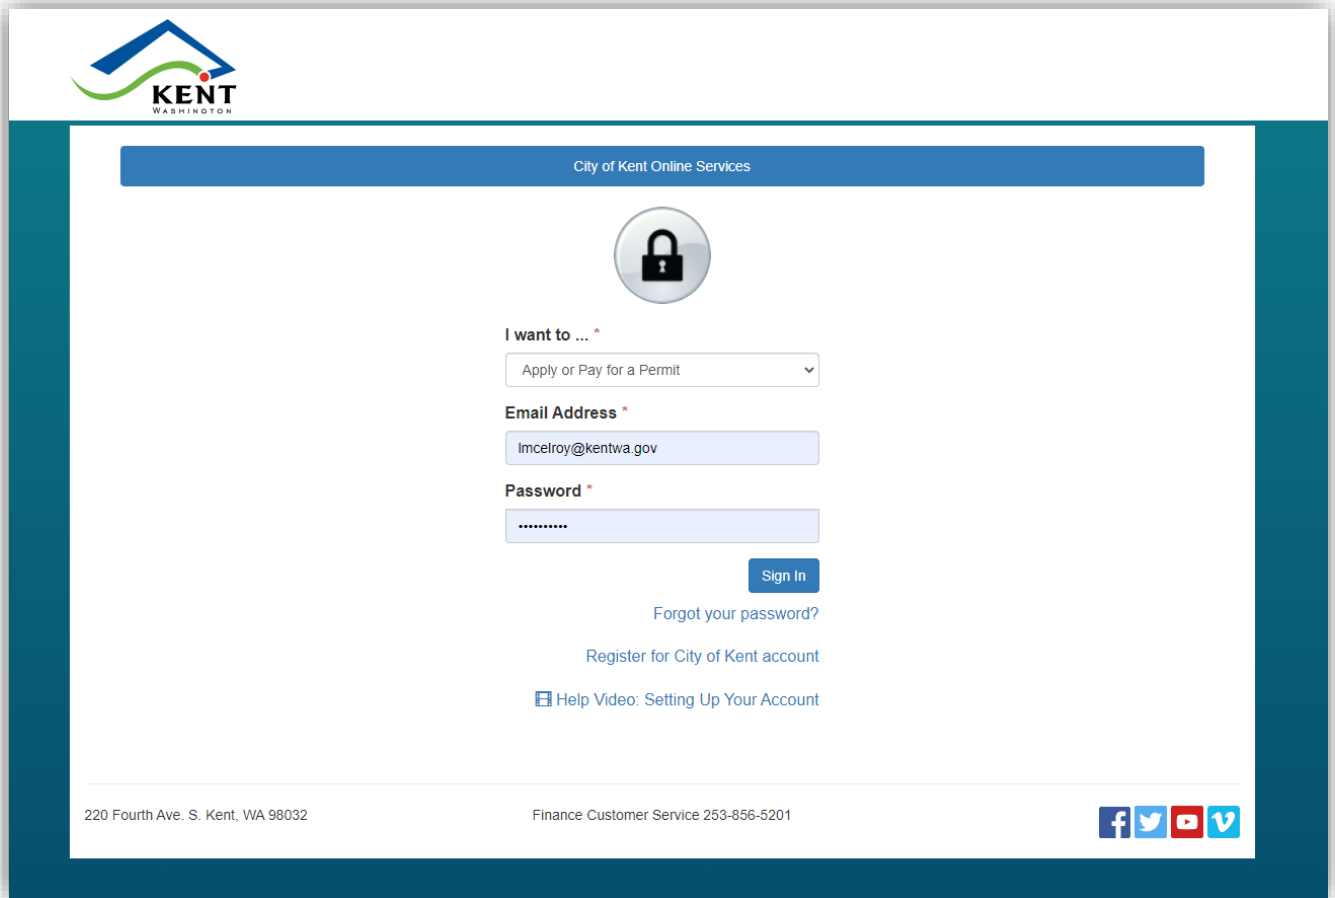 KENT
WASHINGTON
City of Kent Online Services
I want to ... *
Apply or Pay for a Permit
Email Address *
lmcelroy@kentwa.gov
Password *
••••••••••
Sign In
Forgot your password?
Register for City of Kent account
Help Video: Setting Up Your Account
220 Fourth Ave. S. Kent, WA 98032
Finance Customer Service 253-856-5201